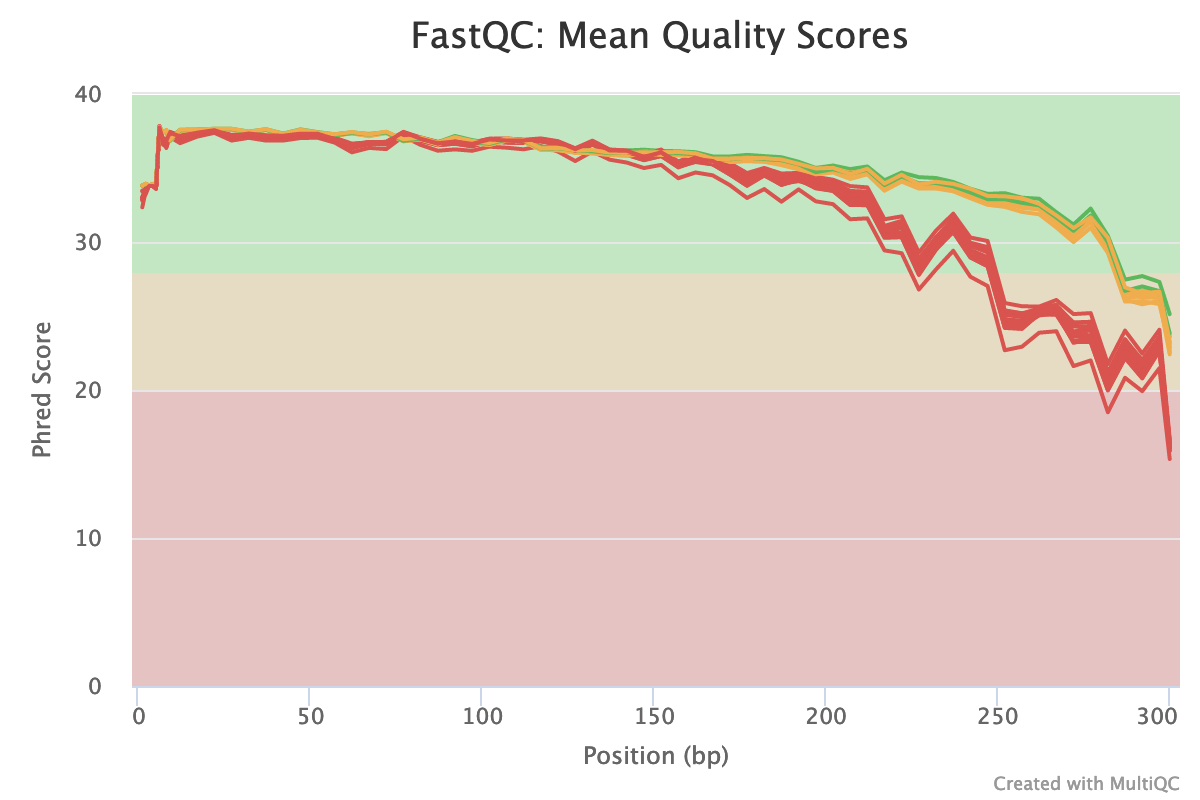 FastQC: Mean Quality Scores
40
30
20
10
0
Phred Score
0 50 100 150 200 250 300
Position (bp)
Created with MultiQC